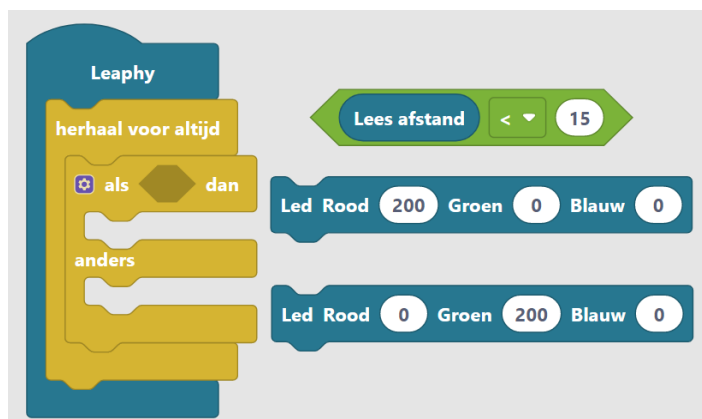 Leaphy
herhaal voor altijd
als dan
anders
Lees afstand < 15
Led Rood 200 Groen 0 Blauw 0
Led Rood 0 Groen 200 Blauw 0